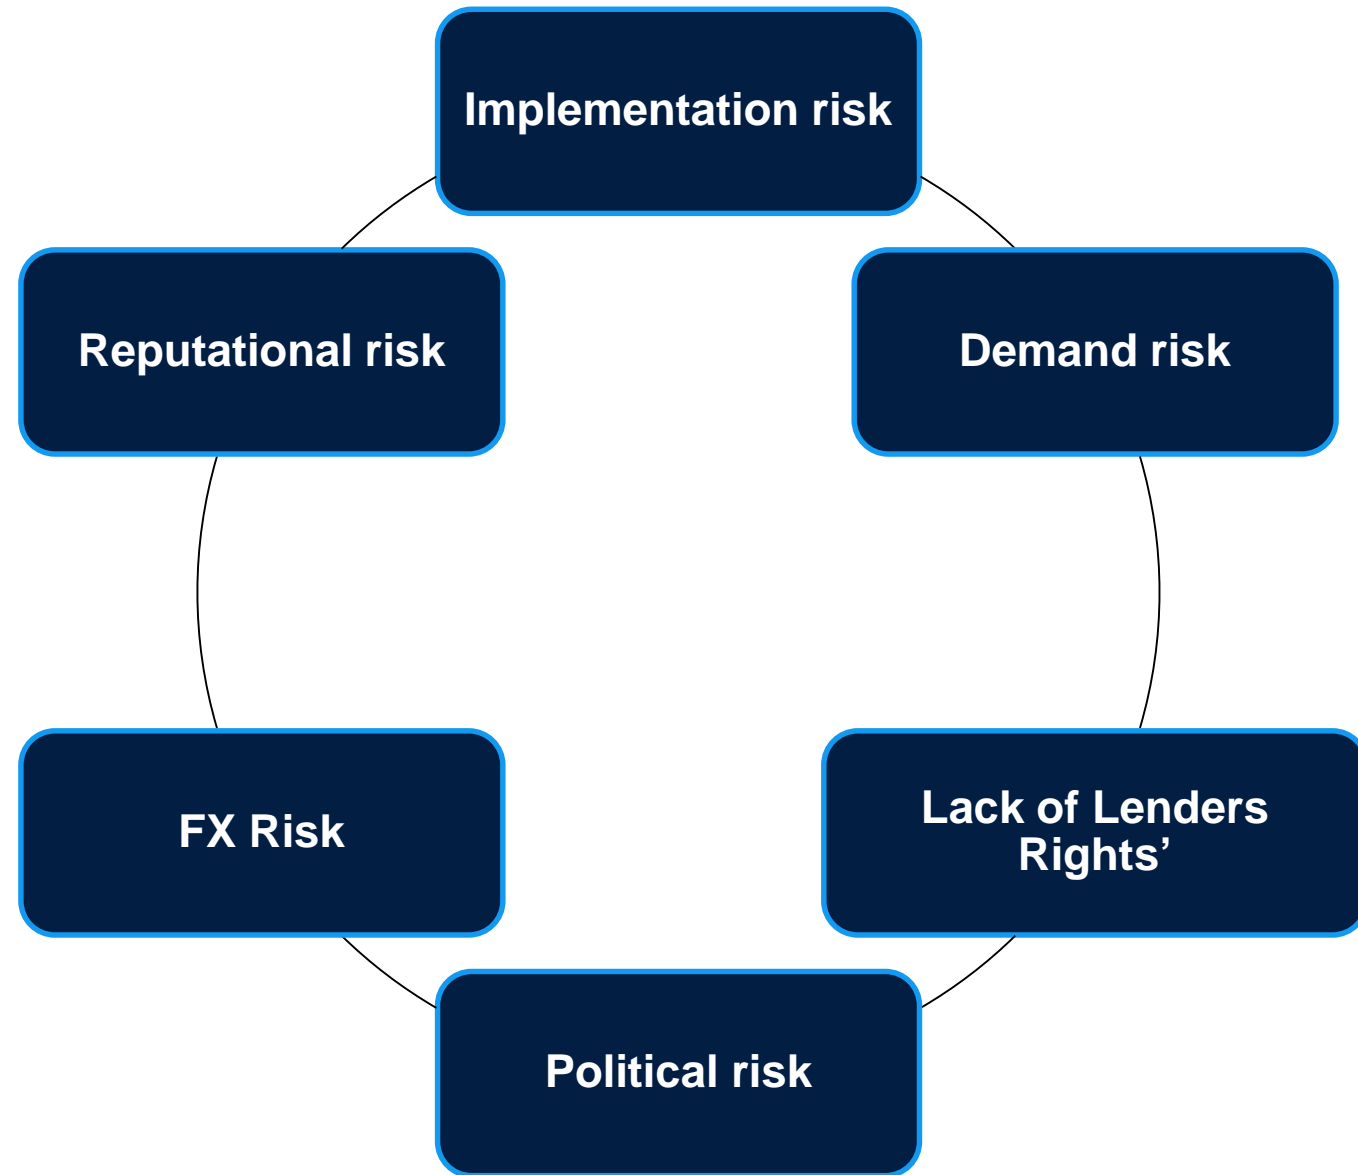 Implementation risk
Reputational risk
Demand risk
FX Risk
Lack of Lenders
Rights’
Political risk